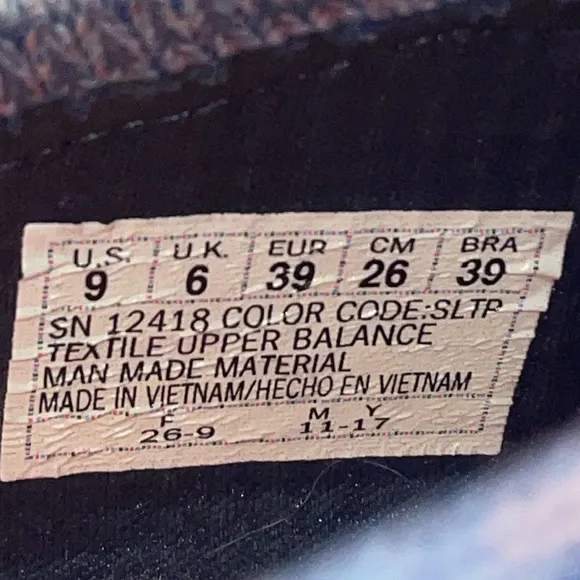 U.S. U.K. EUR CM BRA
9 6 39 26 39
SN 12418 COLOR CODE:SLTP
TEXTILE UPPER BALANCE
MAN MADE MATERIAL
MADE IN VIETNAM/HECHO EN VIETNAM
F M Y
26-9 11-17